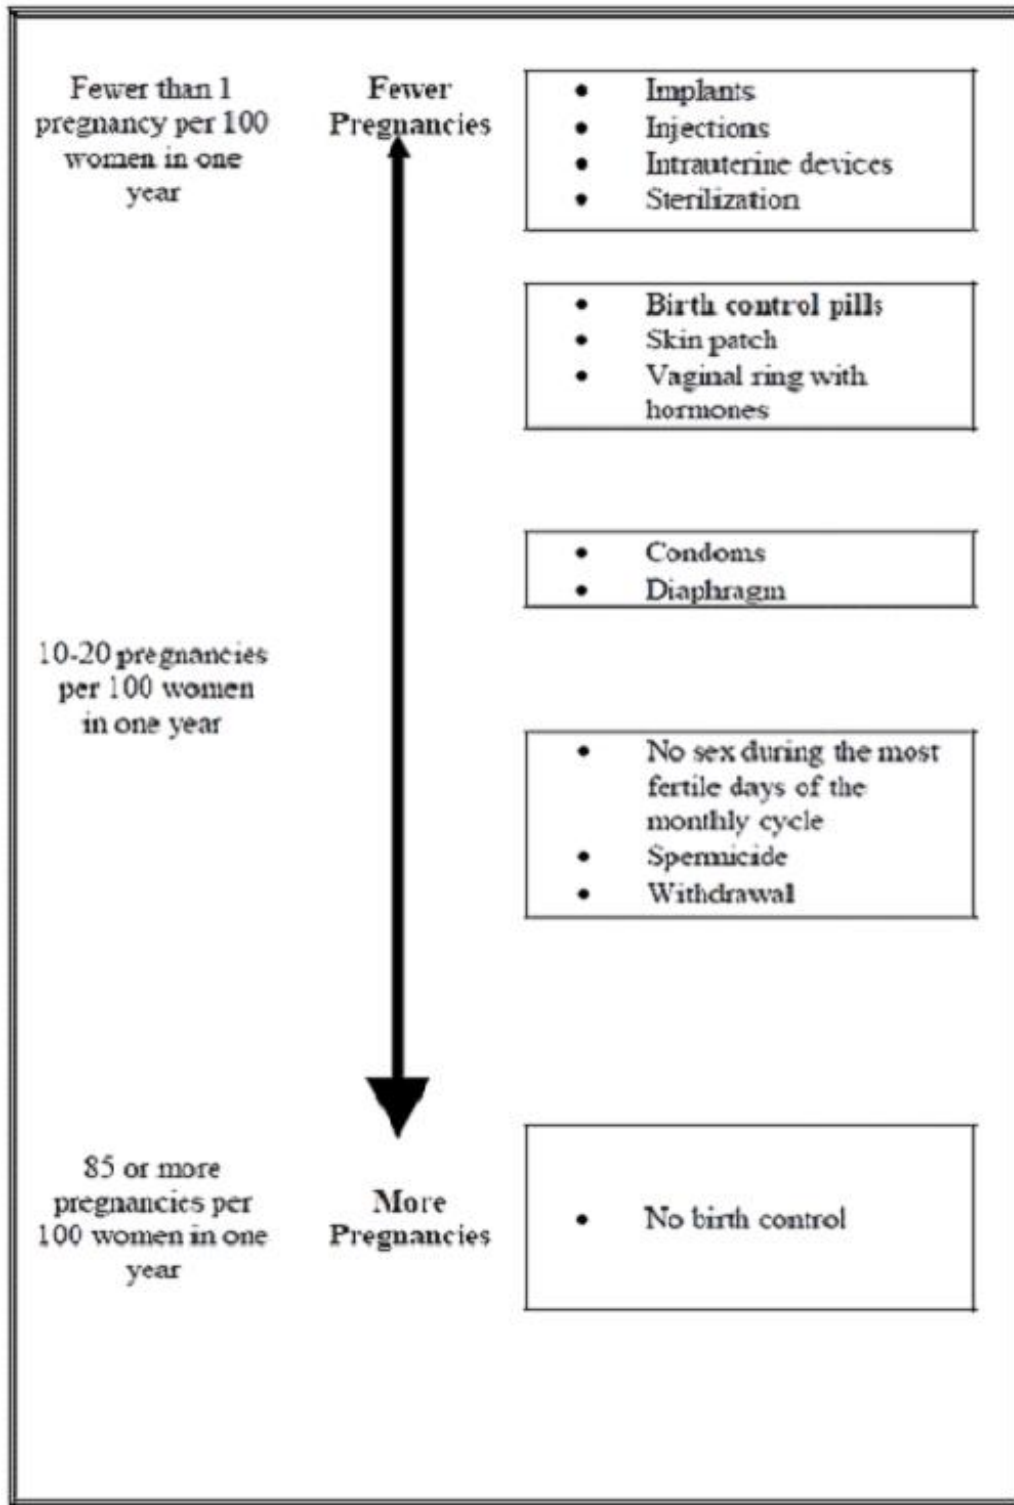 Fewer than 1
pregnancy per 100
women in one
year
Fewer
Pregnancies
• Implants
• Injections
• Intrauterine devices
• Sterilization
• Birth control pills
• Skin patch
• Vaginal ring with
hormones
• Condoms
• Diaphragm
10-20 pregnancies
per 100 women
in one year
• No sex during the most
fertile days of the
monthly cycle
• Spermicide
• Withdrawal
85 or more
pregnancies per
100 women in one
year
More
Pregnancies
• No birth control